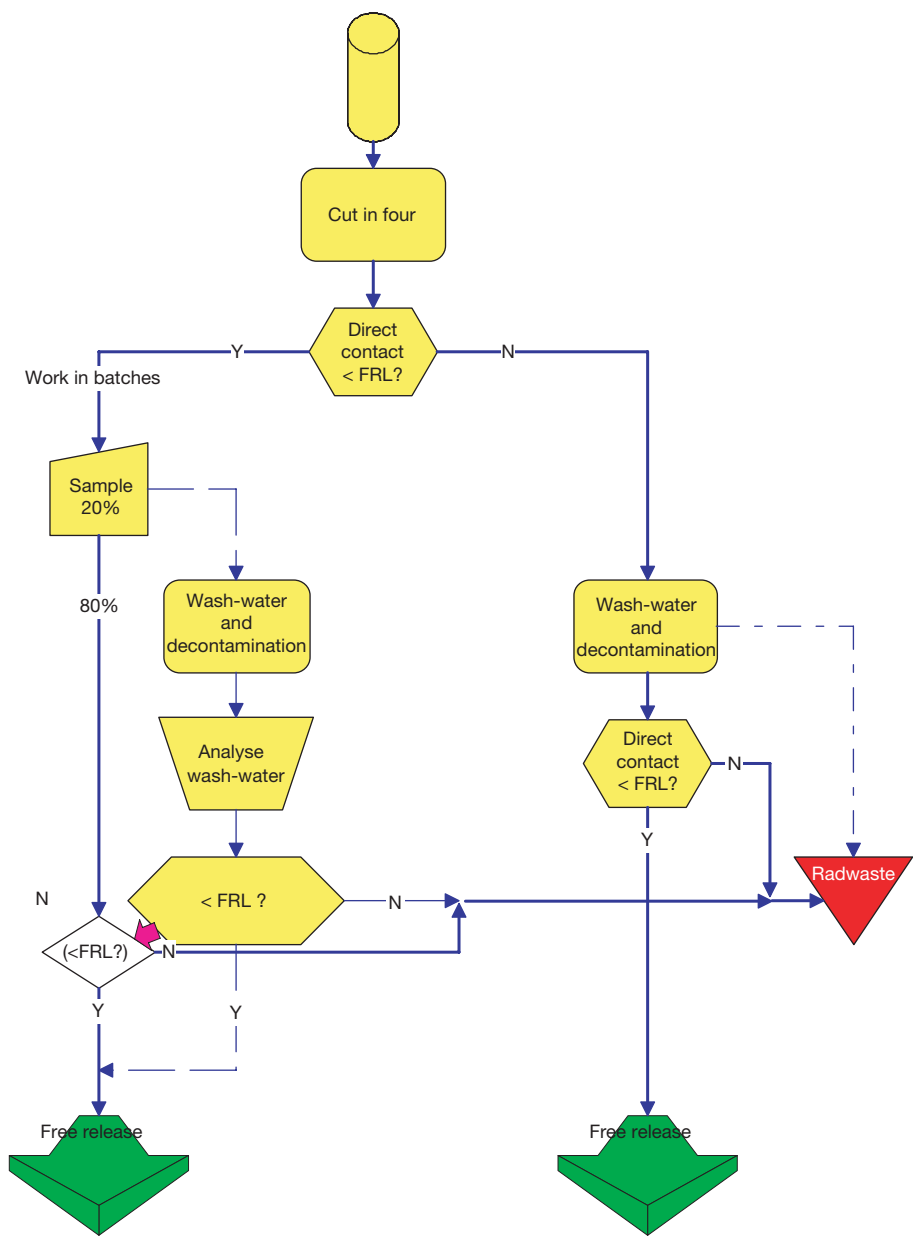 Cut in four
Direct
contact
< FRL?
Y
N
Work in batches
Sample
20%
80%
Wash-water
and
decontamination
Wash-water
and
decontamination
Analyse
wash-water
Direct
contact
< FRL?
N
Y
Radwaste
N
< FRL ?
N
(<FRL?)
N
Y
Y
Free release
Free release